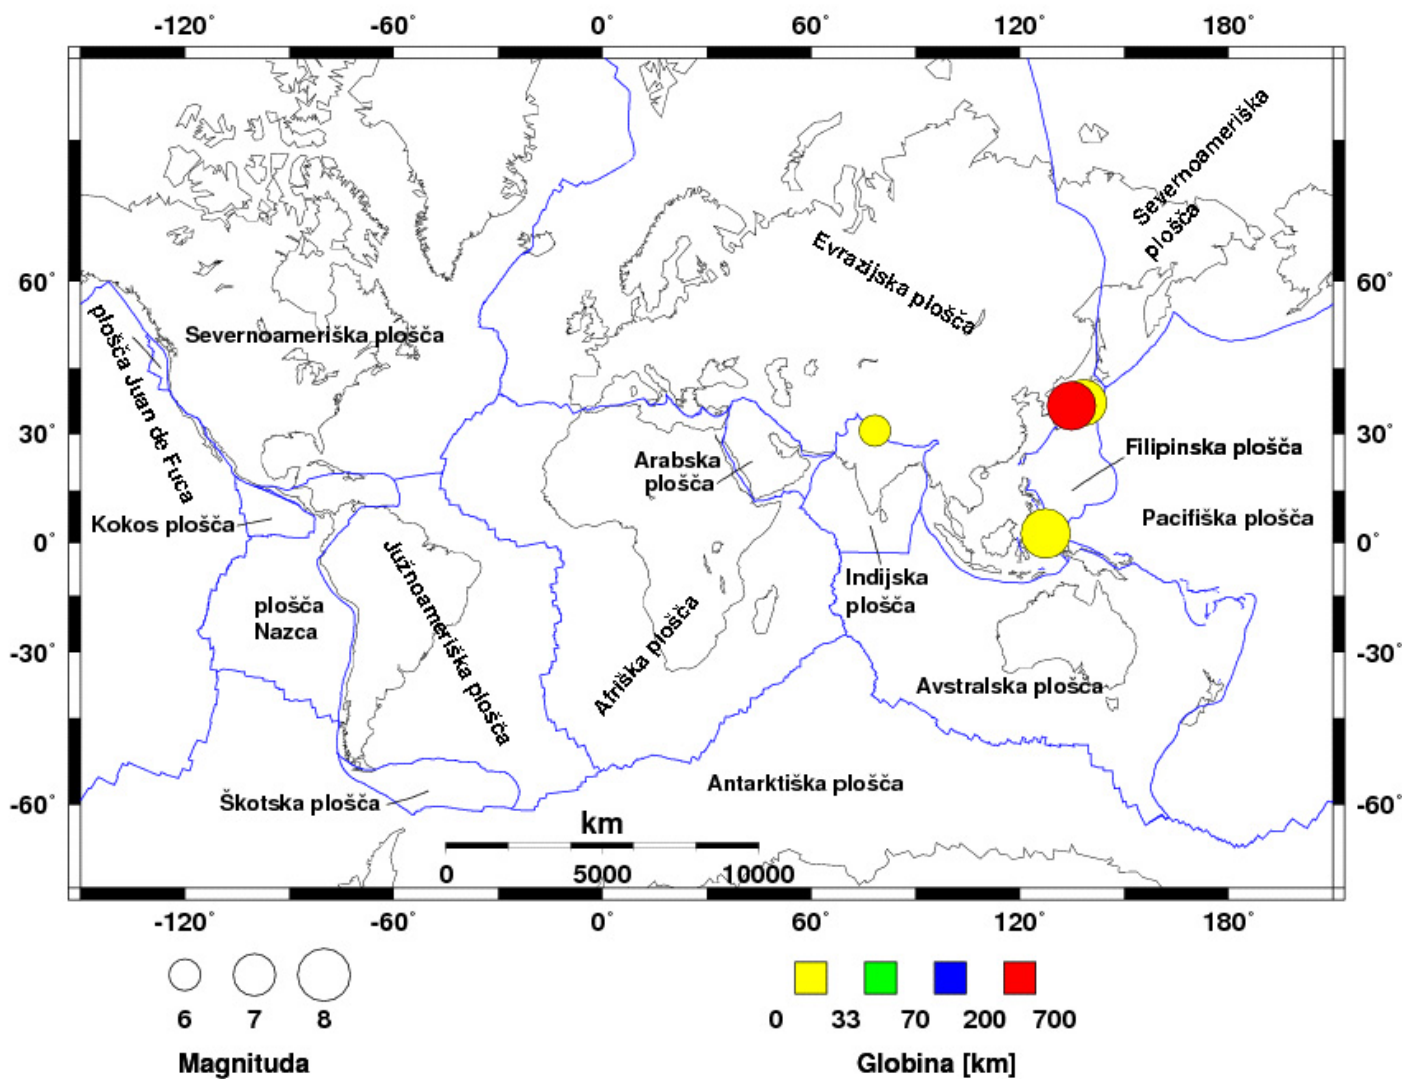 -120° -60° 0° 120° 180°
60°
Severnoameriška
plošča
Evrazijska plošča
60° 60°
Severnoameriška plošča
plošča Juan de Fuca
30° 30°
Arabska
plošča
Filipinska plošča
Kokos plošča
Pacifiška plošča
0° 0°
Južnoameriška plošča
Indijska
plošča
plošča
Nazca
Afriška plošča
-30° -30°
Avstralska plošča
Antarktiška plošča
Škotska plošča
-60° -60°
km
0 5000 10000
-120° -60° 0° 60° 120° 180°
6 7 8
0 33 70 200 700
Magnituda
Globina [km]